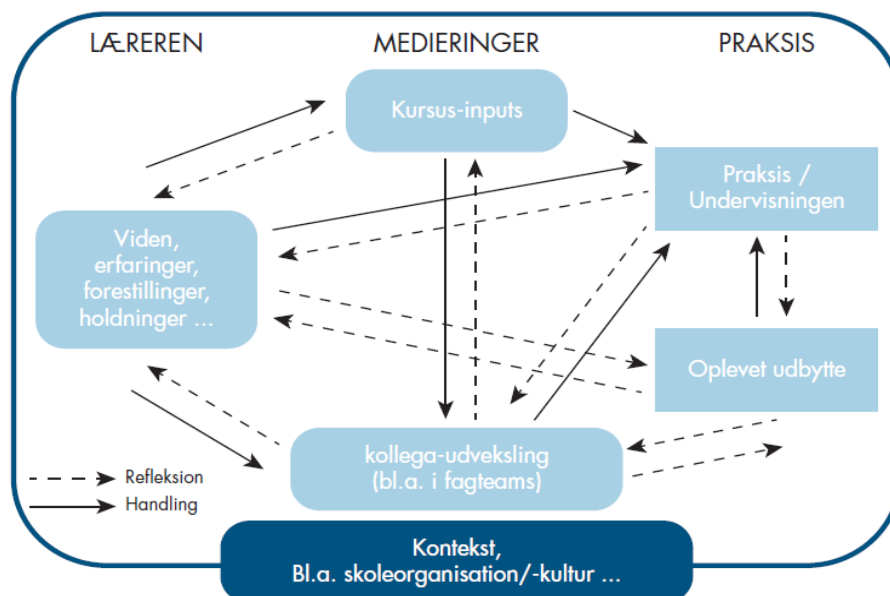 LÆREREN
MEDIERINGER
PRAKSIS
Kursus-inputs
Praksis /
Undervisningen
Viden,
erfaringer,
forestillinger,
holdninger ...
Oplevet udbytte
kollega-udveksling
(bl.a. i fagteams)
Refleksion
Handling
Kontekst,
Bl.a. skoleorganisation/-kultur ...